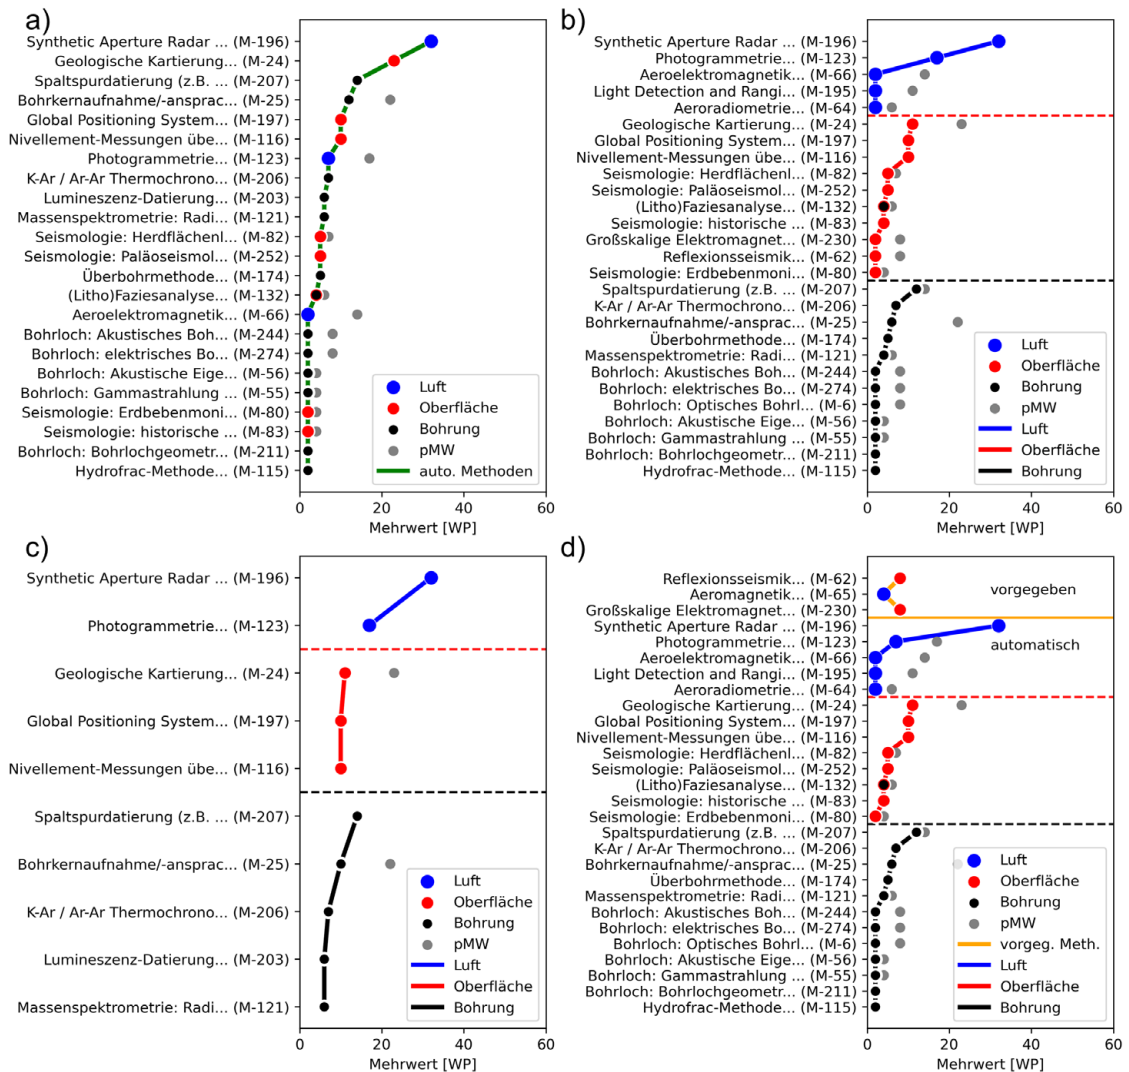 a)
Synthetic Aperture Radar ... (M-196)
Geologische Kartierung... (M-24)
Spaltspurdatierung (z.B. ... (M-207)
Bohrkernaufnahme/-ansprac... (M-25)
Global Positioning System... (M-197)
Nivellement-Messungen übe... (M-116)
Photogrammetrie... (M-123)
K-Ar / Ar-Ar Thermochrono... (M-206)
Lumineszenz-Datierung... (M-203)
Massenspektrometrie: Radi... (M-121)
Seismologie: Herdflächenl... (M-82)
Seismologie: Paläoseismol... (M-252)
Überbohrmethode... (M-174)
(Litho)Faziesanalyse... (M-132)
Aeroelektromagnetik... (M-66)
Bohrloch: Akustisches Boh... (M-244)
Bohrloch: elektrisches Bo... (M-274)
Bohrloch: Akustische Eige... (M-56)
Bohrloch: Gammastrahlung ... (M-55)
Seismologie: Erdbebenmoni... (M-80)
Seismologie: historische ... (M-83)
Bohrloch: Bohrlochgeometr... (M-211)
Hydrofrac-Methode... (M-115)
Luft
Oberfläche
Bohrung
pMW
auto. Methoden
0 20 40 60
Mehrwert [WP]
b)
Synthetic Aperture Radar ... (M-196)
Photogrammetrie... (M-123)
Aeroelektromagnetik... (M-66)
Light Detection and Rangi... (M-195)
Aeroradiometrie... (M-64)
Geologische Kartierung... (M-24)
Global Positioning System... (M-197)
Nivellement-Messungen übe... (M-116)
Seismologie: Herdflächenl... (M-82)
Seismologie: Paläoseismol... (M-252)
(Litho)Faziesanalyse... (M-132)
Seismologie: historische ... (M-83)
Großskalige Elektromagnet... (M-230)
Reflexionsseismik... (M-62)
Seismologie: Erdbebenmoni... (M-80)
Spaltspurdatierung (z.B. ... (M-207)
K-Ar / Ar-Ar Thermochrono... (M-206)
Bohrkernaufnahme/-ansprac... (M-25)
Überbohrmethode... (M-174)
Massenspektrometrie: Radi... (M-121)
Bohrloch: Akustisches Boh... (M-244)
Bohrloch: elektrisches Bo... (M-274)
Bohrloch: Optisches Bohrl... (M-6)
Bohrloch: Akustische Eige... (M-56)
Bohrloch: Gammastrahlung ... (M-55)
Bohrloch: Bohrlochgeometr... (M-211)
Hydrofrac-Methode... (M-115)
Luft
Oberfläche
Bohrung
pMW
Luft
Oberfläche
Bohrung
0 20 40 60
Mehrwert [WP]
c)
Synthetic Aperture Radar ... (M-196)
Photogrammetrie... (M-123)
Geologische Kartierung... (M-24)
Global Positioning System... (M-197)
Nivellement-Messungen übe... (M-116)
Spaltspurdatierung (z.B. ... (M-207)
Bohrkernaufnahme/-ansprac... (M-25)
K-Ar / Ar-Ar Thermochrono... (M-206)
Lumineszenz-Datierung... (M-203)
Massenspektrometrie: Radi... (M-121)
Luft
Oberfläche
Bohrung
pMW
Luft
Oberfläche
Bohrung
0 20 40 60
Mehrwert [WP]
d)
Reflexionsseismik... (M-62)
Aeromagnetik... (M-65)
Großskalige Elektromagnet... (M-230)
Synthetic Aperture Radar ... (M-196)
Photogrammetrie... (M-123)
Aeroelektromagnetik... (M-66)
Light Detection and Rangi... (M-195)
Aeroradiometrie... (M-64)
Geologische Kartierung... (M-24)
Global Positioning System... (M-197)
Nivellement-Messungen übe... (M-116)
Seismologie: Herdflächenl... (M-82)
Seismologie: Paläoseismol... (M-252)
(Litho)Faziesanalyse... (M-132)
Seismologie: historische ... (M-83)
Seismologie: Erdbebenmoni... (M-80)
Spaltspurdatierung (z.B. ... (M-207)
K-Ar / Ar-Ar Thermochrono... (M-206)
Bohrkernaufnahme/-ansprac... (M-25)
Überbohrmethode... (M-174)
Massenspektrometrie: Radi... (M-121)
Bohrloch: Akustisches Boh... (M-244)
Bohrloch: elektrisches Bo... (M-274)
Bohrloch: Optisches Bohrl... (M-6)
Bohrloch: Akustische Eige... (M-56)
Bohrloch: Gammastrahlung ... (M-55)
Bohrloch: Bohrlochgeometr... (M-211)
Hydrofrac-Methode... (M-115)
vorgegeben
automatisch
Luft
Oberfläche
Bohrung
pMW
vorgeg. Meth.
Luft
Oberfläche
Bohrung
0 20 40 60
Mehrwert [WP]